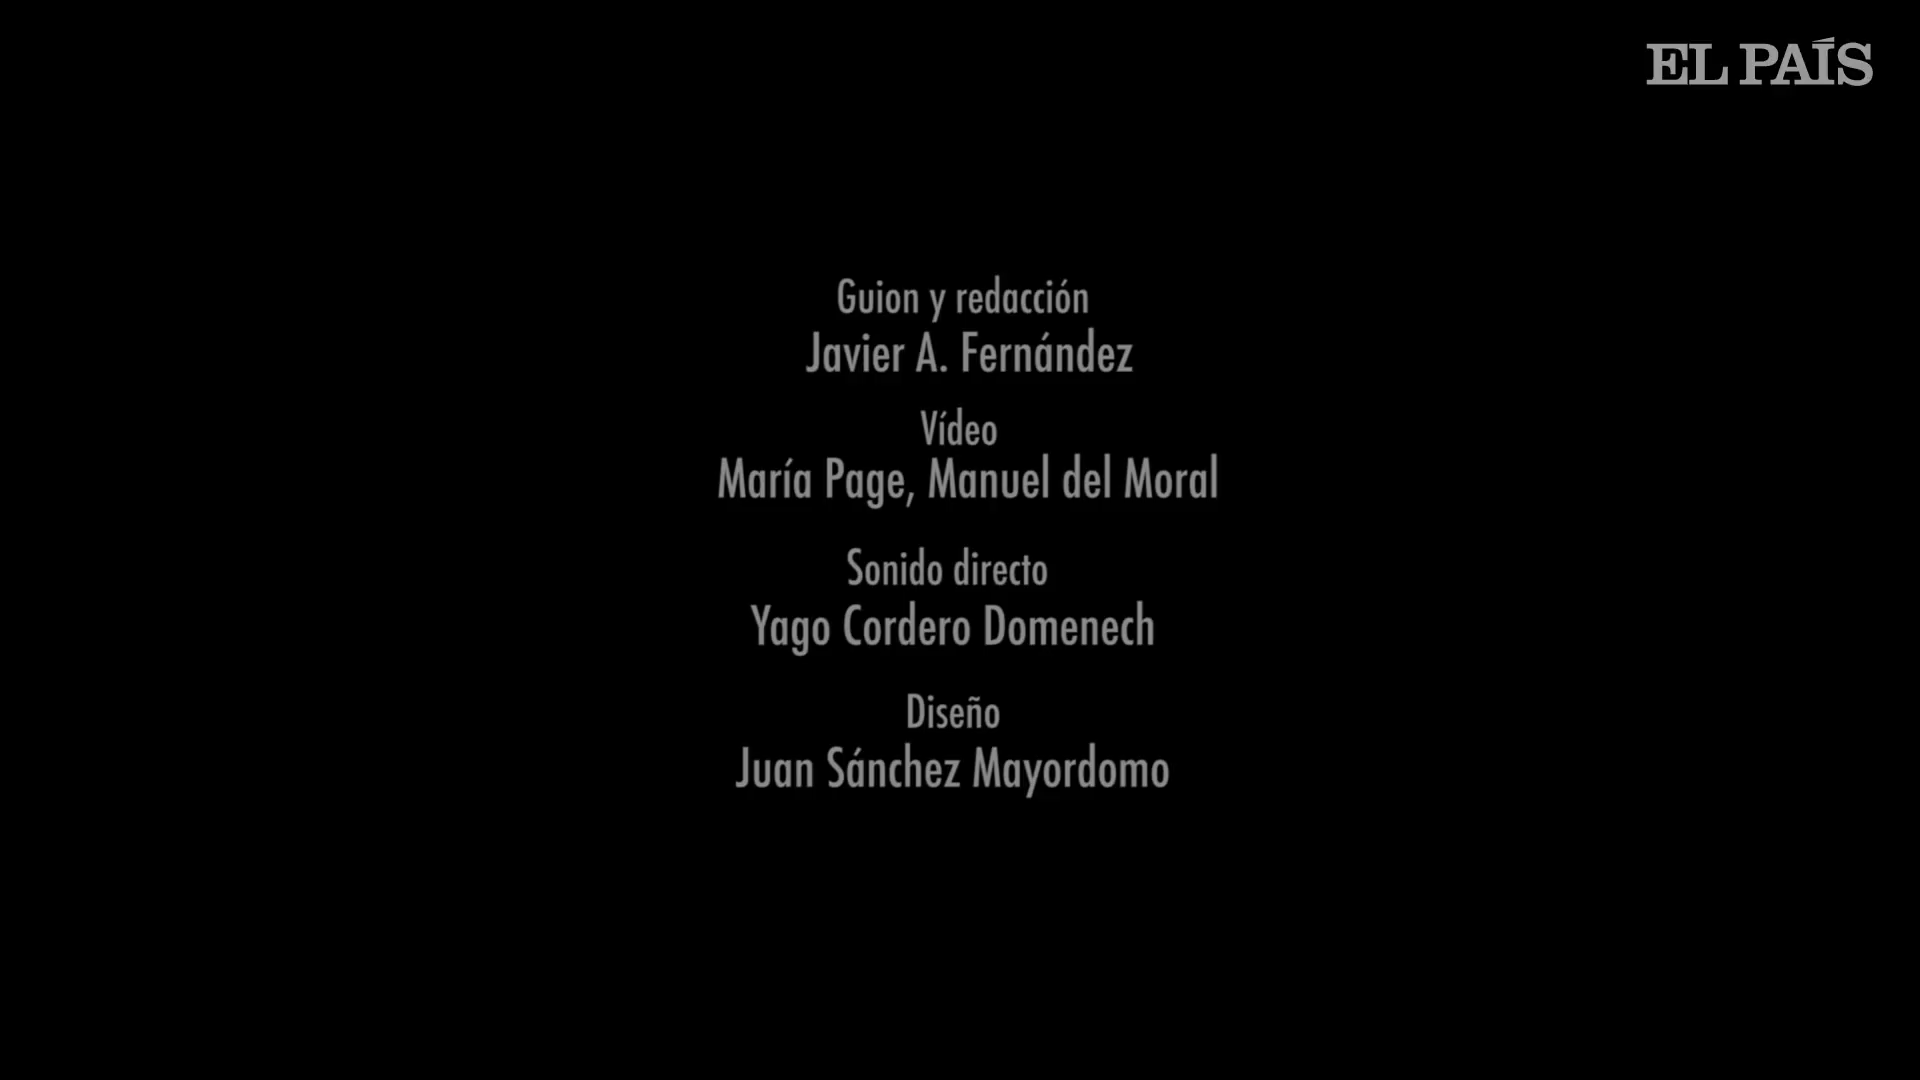 EL PAÍS
Guion y redacción
Javier A. Fernández
Vídeo
María Page, Manuel del Moral
Sonido directo
Yago Cordero Domenech
Diseño
Juan Sánchez Mayordomo